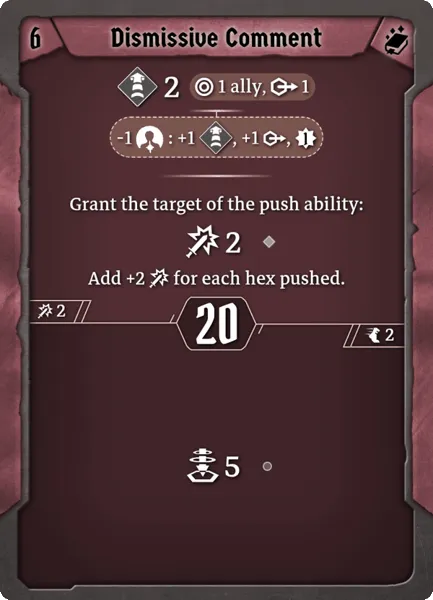 6 Dismissive Comment
2 1 ally, 1
-1 : +1 , +1 ,
Grant the target of the push ability:
2
Add +2 for each hex pushed.
2 20 2
5